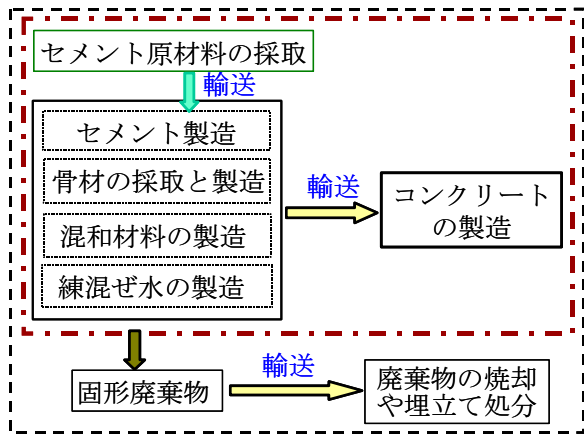 セメント原材料の採取
輸送
セメント製造
骨材の採取と製造
混和材料の製造
練混ぜ水の製造
輸送
コンクリート
の製造
固形廃棄物
輸送
廃棄物の焼却
や埋立て処分